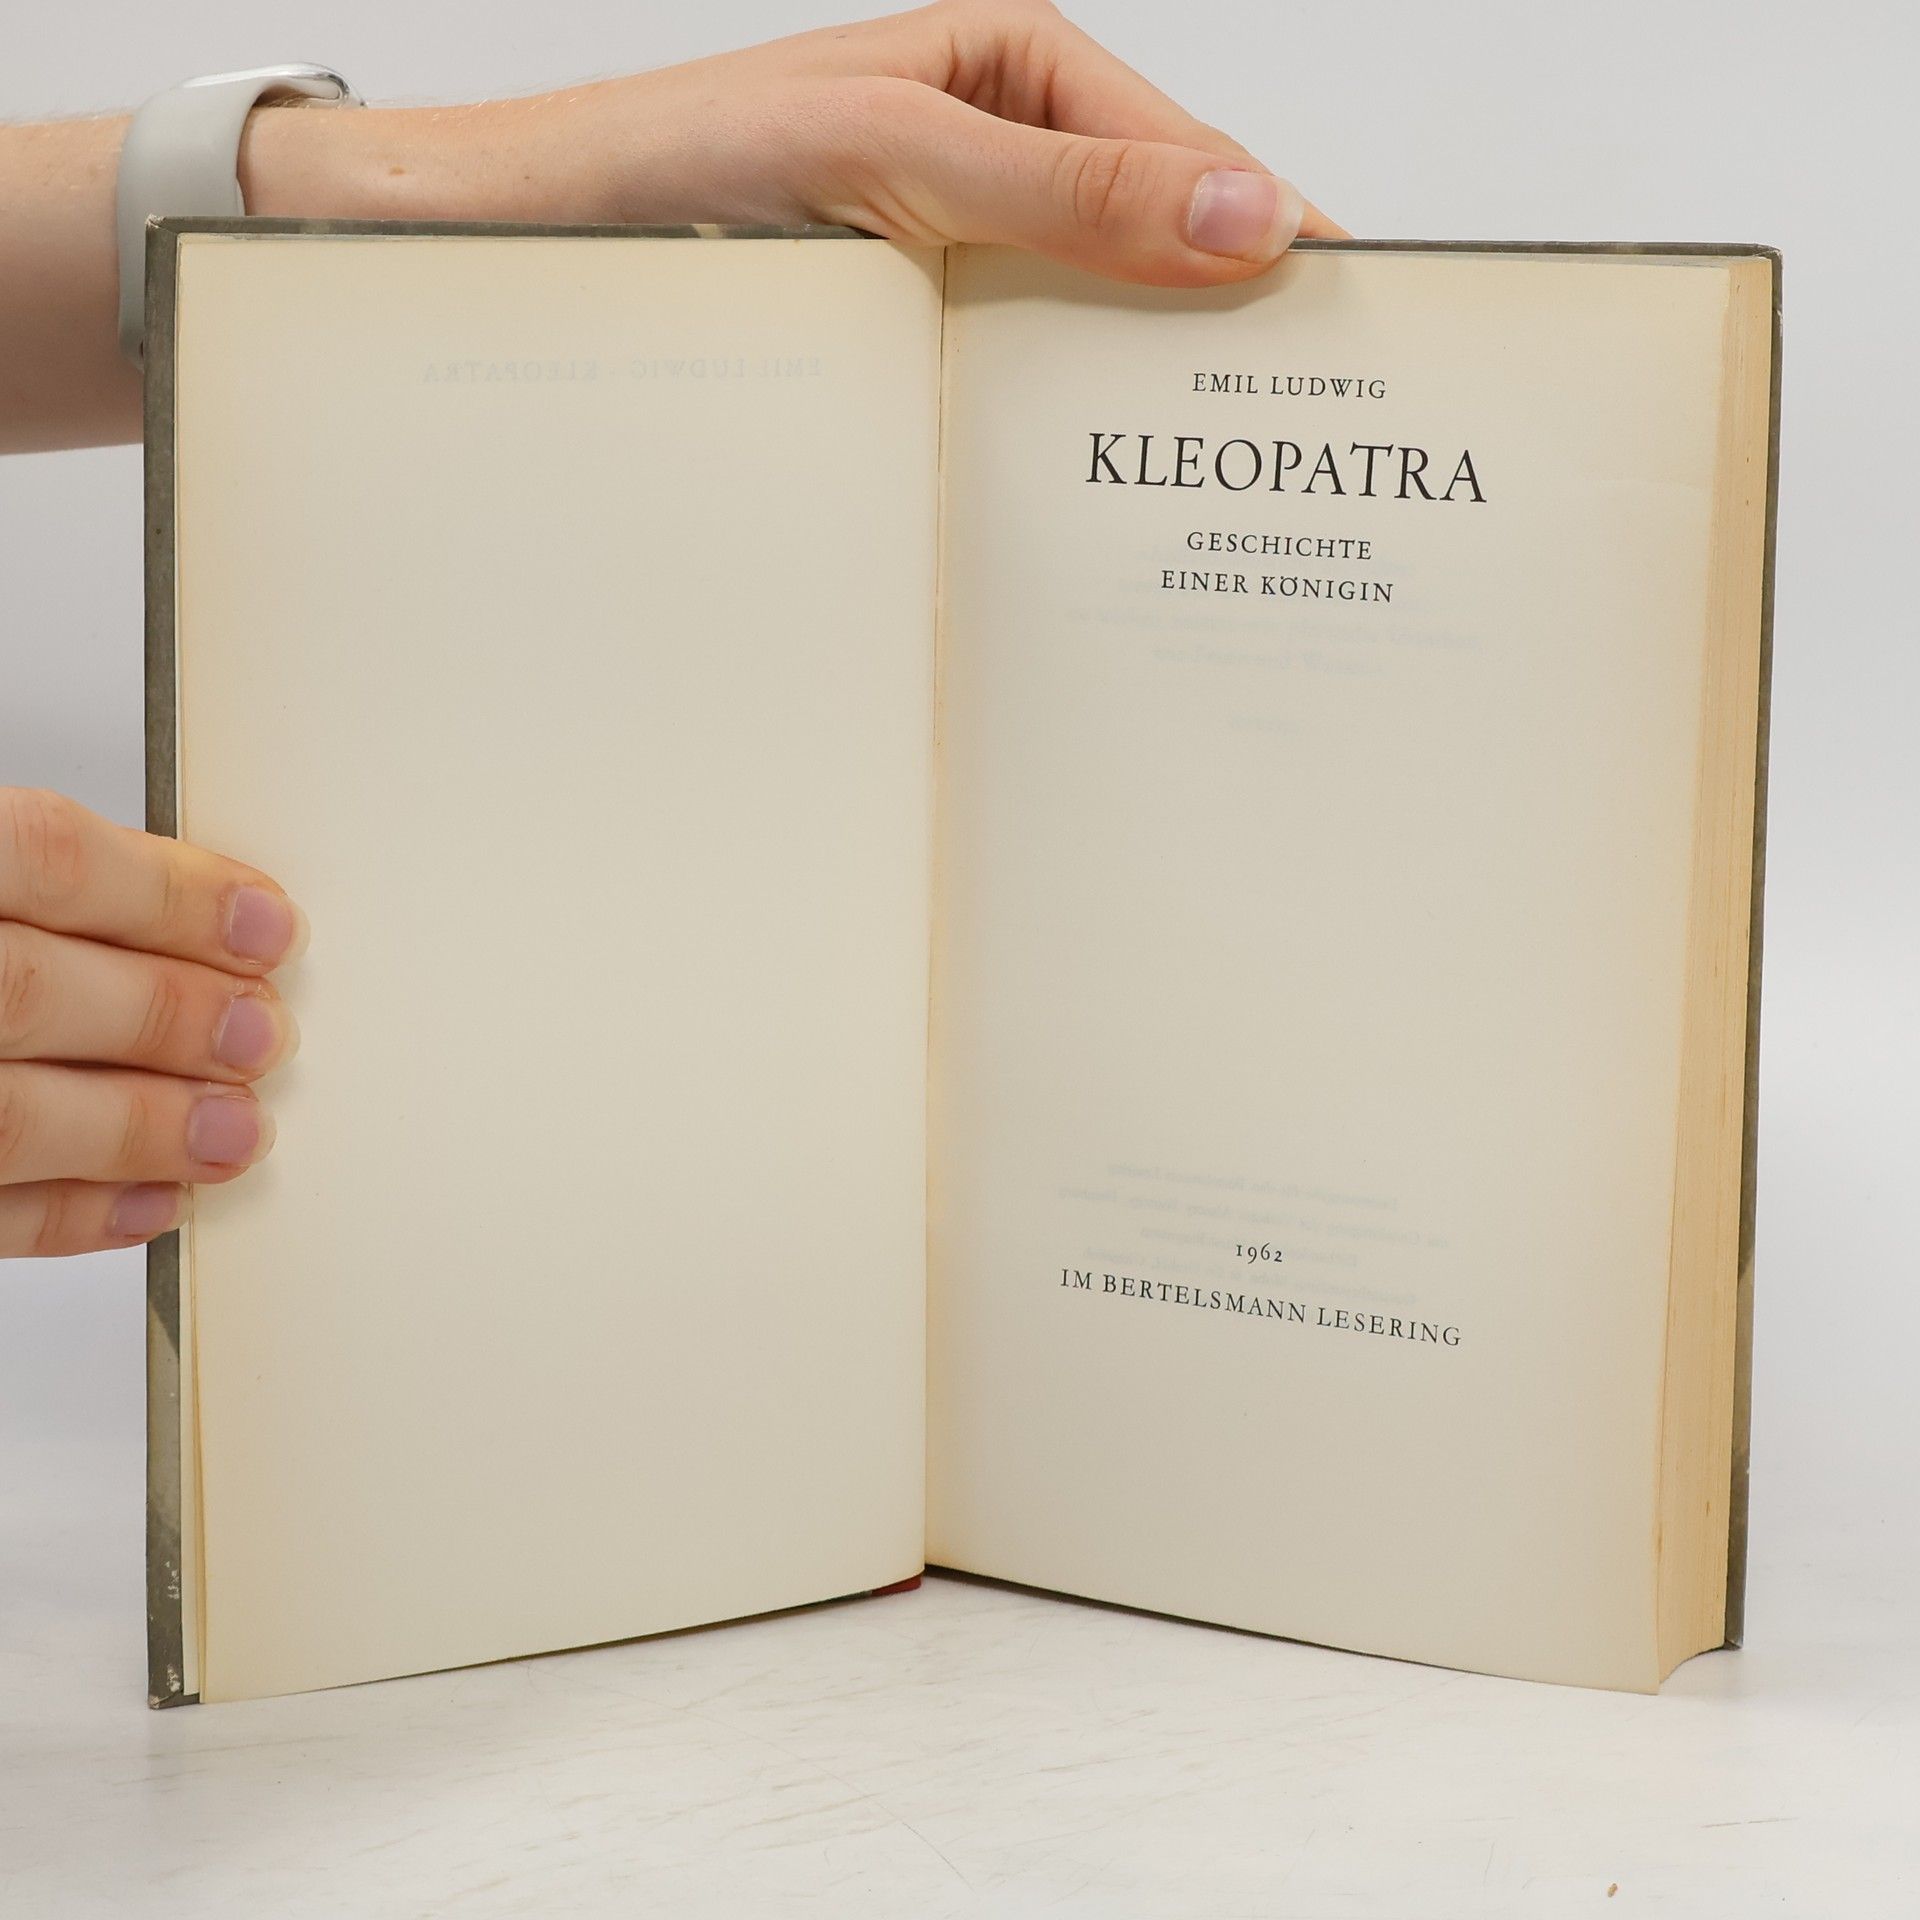 EMIL LUDWIG · KLEOPATRA
EMIL LUDWIG
KLEOPATRA
GESCHICHTE
EINER KÖNIGIN
1962
IM BERTELSMANN LESERING